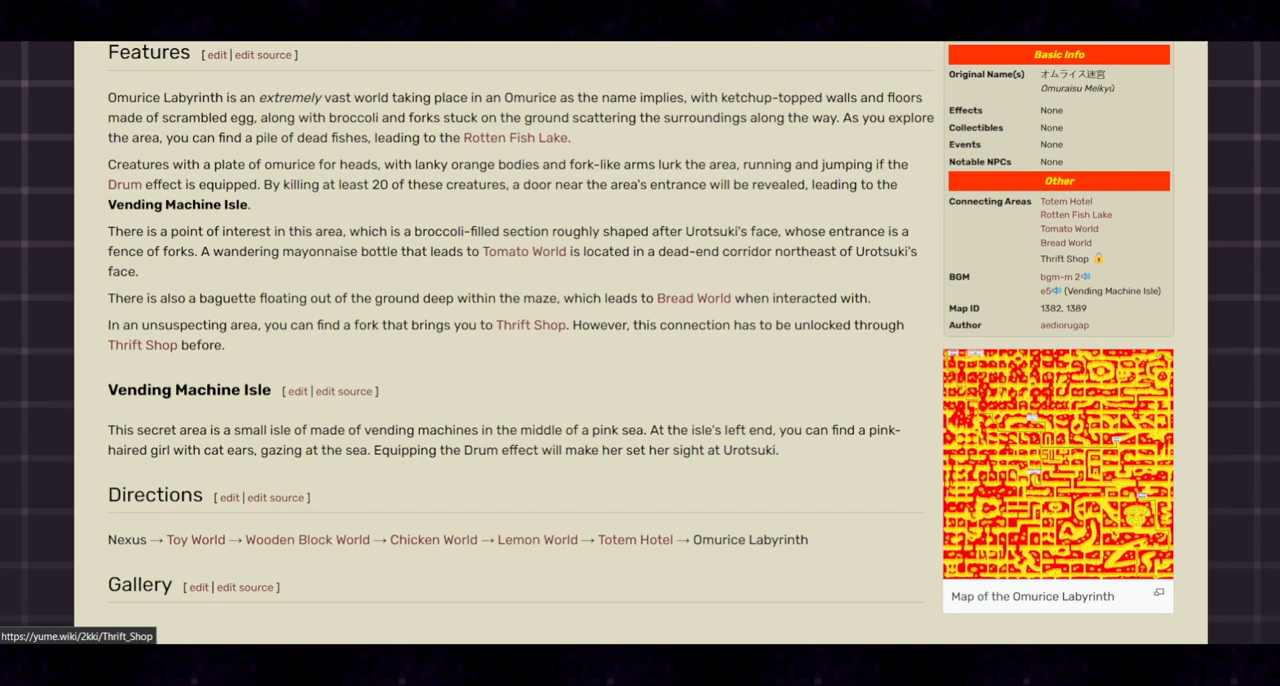 Features [ edit | edit source ]
Omurice Labyrinth is an extremely vast world taking place in an Omurice as the name implies, with ketchup-topped walls and floors
made of scrambled egg, along with broccoli and forks stuck on the ground scattering the surroundings along the way. As you explore
the area, you can find a pile of dead fishes, leading to the Rotten Fish Lake.
Creatures with a plate of omurice for heads, with lanky orange bodies and fork-like arms lurk the area, running and jumping if the
Drum effect is equipped. By killing at least 20 of these creatures, a door near the area's entrance will be revealed, leading to the
Vending Machine Isle.
There is a point of interest in this area, which is a broccoli-filled section roughly shaped after Urotsuki's face, whose entrance is a
fence of forks. A wandering mayonnaise bottle that leads to Tomato World is located in a dead-end corridor northeast of Urotsuki's
face.
There is also a baguette floating out of the ground deep within the maze, which leads to Bread World when interacted with.
In an unsuspecting area, you can find a fork that brings you to Thrift Shop. However, this connection has to be unlocked through
Thrift Shop before.
Vending Machine Isle [ edit | edit source ]
This secret area is a small isle of made of vending machines in the middle of a pink sea. At the isle's left end, you can find a pink-
haired girl with cat ears, gazing at the sea. Equipping the Drum effect will make her set her sight at Urotsuki.
Directions [ edit | edit source ]
Nexus → Toy World → Wooden Block World → Chicken World → Lemon World → Totem Hotel → Omurice Labyrinth
Gallery [ edit | edit source ]
Basic Info
Original Name(s) オムライス迷宮
Omuraisu Meikyū
Effects None
Collectibles None
Events None
Notable NPCs None
Other
Connecting Areas Totem Hotel
Rotten Fish Lake
Tomato World
Bread World
Thrift Shop
BGM bgm-m 2
e5 (Vending Machine Isle)
Map ID 1382, 1389
Author aediorugap
Map of the Omurice Labyrinth
https://yume.wiki/2kki/Thrift_Shop